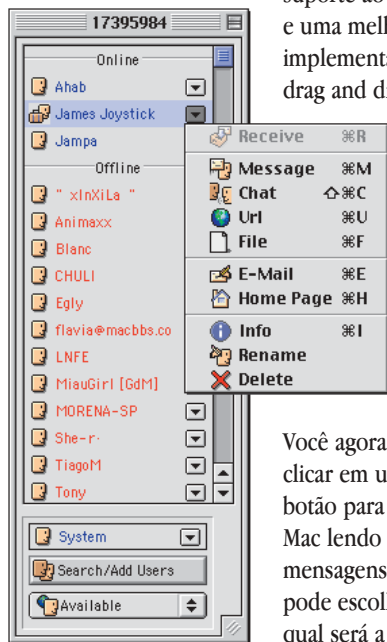 suporte ao
e uma
implementa
drag and
17395984
Online
Ahab
James Joystick
Jampa
Offline
" xInXiLa "
Animaxx
Blanc
CHULI
Egly
flavia@macbbs.co
LNFE
MiauGirl [GdM]
MORENA-SP
She-r·
TiagoM
Tony
System
Search/Add Users
Available
Receive ⌘R
Message ⌘M
Chat ⇧⌘C
Url ⌘U
File ⌘F
E-Mail ⌘E
Home Page ⌘H
Info ⌘I
Rename
Delete
Você agora
clicar em u
botão para
Mac lendo
mensagens
pode escol
qual será a